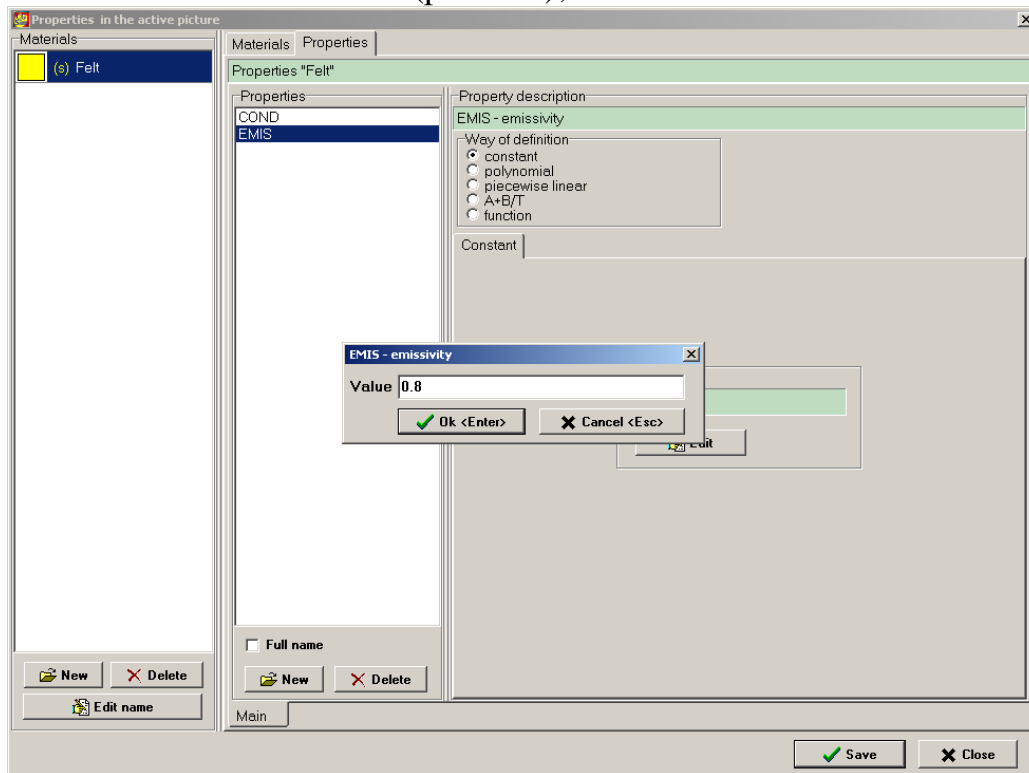 Properties in the active picture
Materials
(s) Felt
New
Delete
Edit name
Materials
Properties
Properties "Felt"
Properties
COND
EMIS
Full name
New
Delete
Main
Property description
EMIS - emissivity
Way of definition
constant
polynomial
piecewise linear
A+B/T
function
Constant
EMIS - emissivity
Value 0.8
Ok <Enter>
Cancel <Esc>
Edit
Save
Close